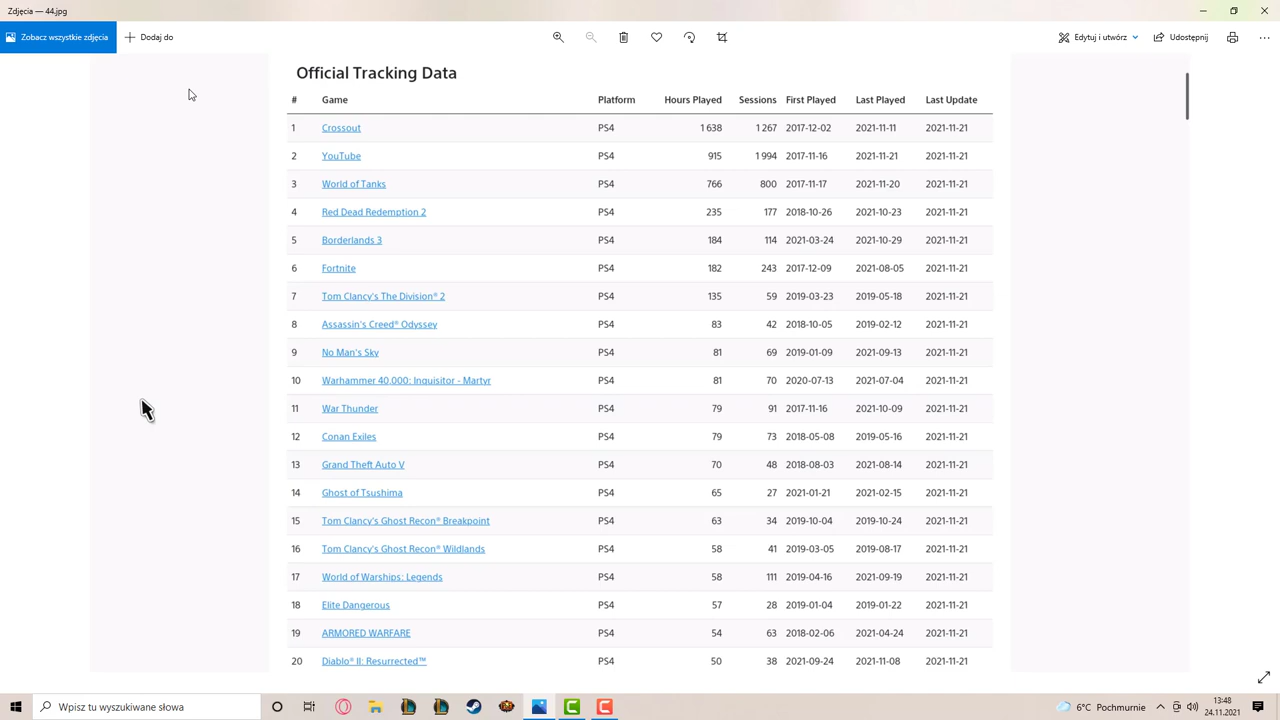 Zdjęcia — 44.jpg
Zobacz wszystkie zdjęcia Dodaj do Edytuj i utwórz Udostępnij
Official Tracking Data
# Game Platform Hours Played Sessions First Played Last Played Last Update
1 Crossout PS4 1 638 1 267 2017-12-02 2021-11-11 2021-11-21
2 YouTube PS4 915 1 994 2017-11-16 2021-11-21 2021-11-21
3 World of Tanks PS4 766 800 2017-11-17 2021-11-20 2021-11-21
4 Red Dead Redemption 2 PS4 235 177 2018-10-26 2021-10-23 2021-11-21
5 Borderlands 3 PS4 184 114 2021-03-24 2021-10-29 2021-11-21
6 Fortnite PS4 182 243 2017-12-09 2021-08-05 2021-11-21
7 Tom Clancy's The Division® 2 PS4 135 59 2019-03-23 2019-05-18 2021-11-21
8 Assassin's Creed® Odyssey PS4 83 42 2018-10-05 2019-02-12 2021-11-21
9 No Man's Sky PS4 81 69 2019-01-09 2021-09-13 2021-11-21
10 Warhammer 40,000: Inquisitor - Martyr PS4 81 70 2020-07-13 2021-07-04 2021-11-21
11 War Thunder PS4 79 91 2017-11-16 2021-10-09 2021-11-21
12 Conan Exiles PS4 79 73 2018-05-08 2019-05-16 2021-11-21
13 Grand Theft Auto V PS4 70 48 2018-08-03 2021-08-14 2021-11-21
14 Ghost of Tsushima PS4 65 27 2021-01-21 2021-02-15 2021-11-21
15 Tom Clancy's Ghost Recon® Breakpoint PS4 63 34 2019-10-04 2019-10-24 2021-11-21
16 Tom Clancy's Ghost Recon® Wildlands PS4 58 41 2019-03-05 2019-08-17 2021-11-21
17 World of Warships: Legends PS4 58 111 2019-04-16 2021-09-19 2021-11-21
18 Elite Dangerous PS4 57 28 2019-01-04 2019-01-22 2021-11-21
19 ARMORED WARFARE PS4 54 63 2018-02-06 2021-04-24 2021-11-21
20 Diablo® II: Resurrected™ PS4 50 38 2021-09-24 2021-11-08 2021-11-21
Wpisz tu wyszukiwane słowa 6°C Pochmurnie 13:48
24.11.2021